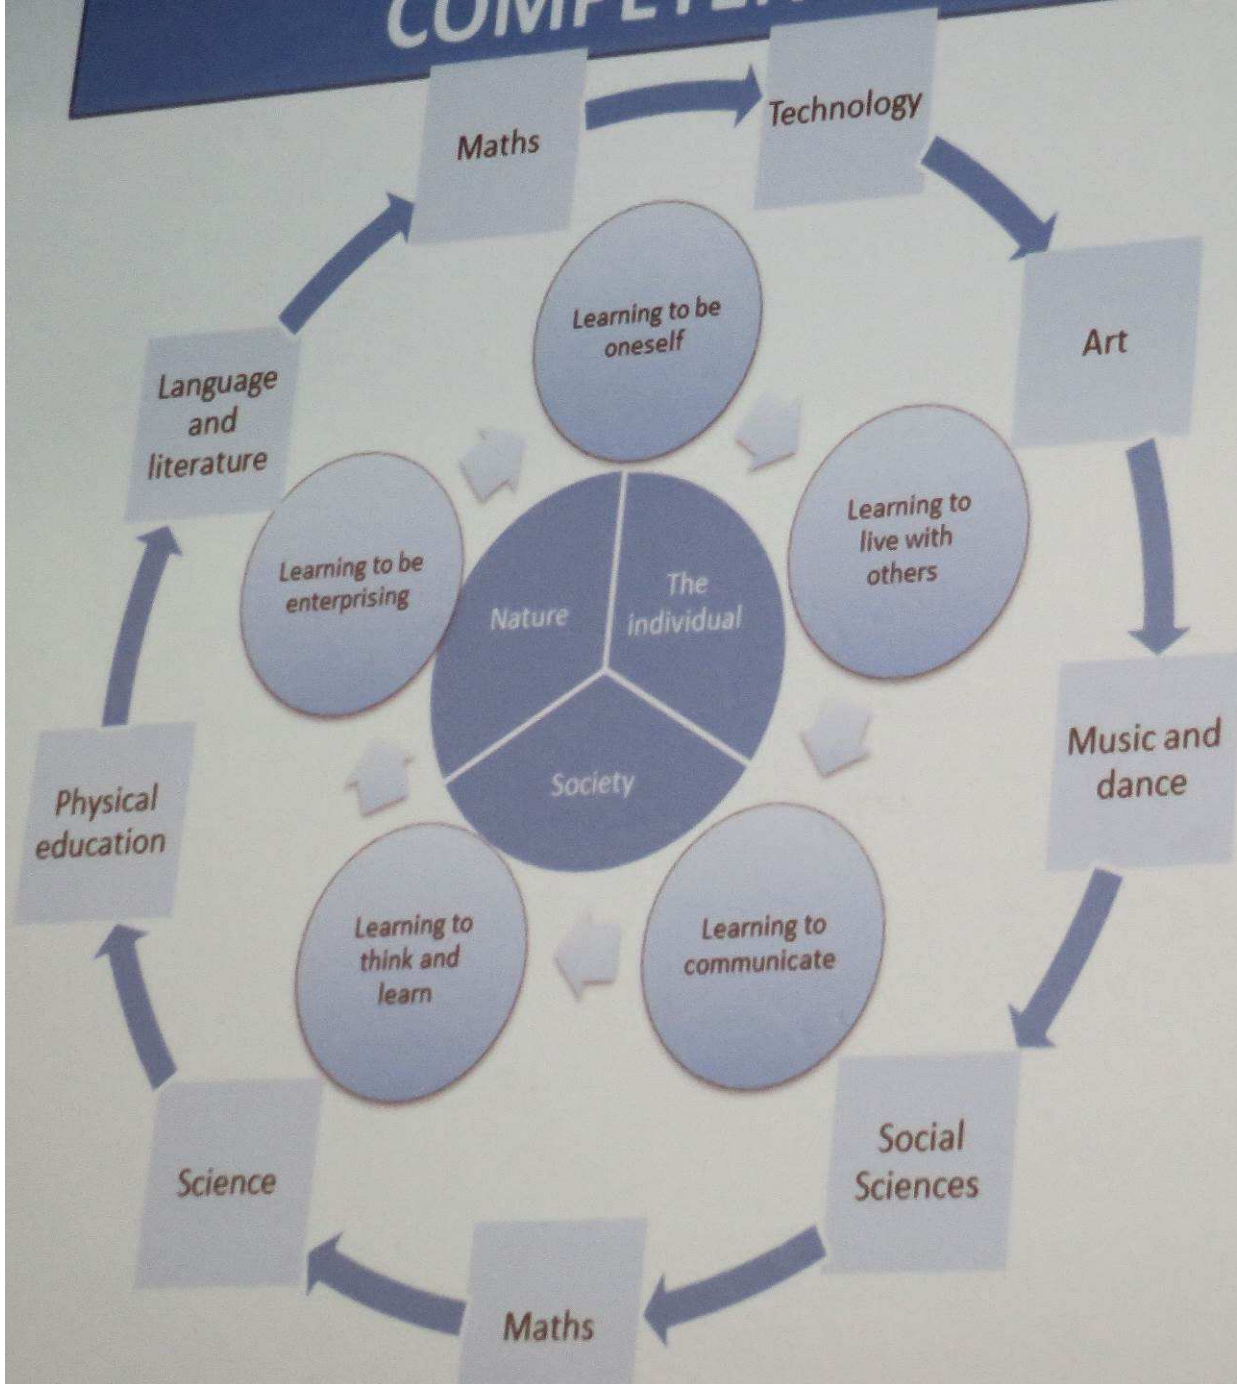 Maths
Technology
Art
Music and
dance
Social
Sciences
Maths
Science
Physical
education
Language
and
literature
Learning to be
oneself
Learning to
live with
others
Learning to
communicate
Learning to
think and
learn
Learning to be
enterprising
Nature
The
individual
Society